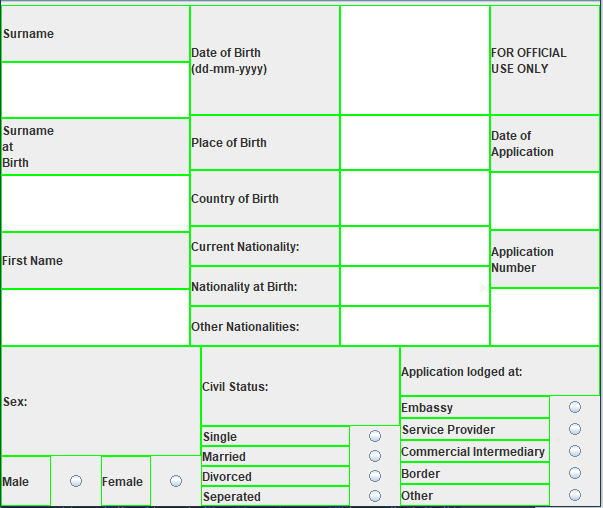 Surname
Surname
at
Birth
First Name
Date of Birth
(dd-mm-yyyy)
Place of Birth
Country of Birth
Current Nationality:
Nationality at Birth:
Other Nationalities:
FOR OFFICIAL
USE ONLY
Date of
Application
Application
Number
Sex:
Male
Female
Civil Status:
Single
Married
Divorced
Seperated
Application lodged at:
Embassy
Service Provider
Commercial Intermediary
Border
Other